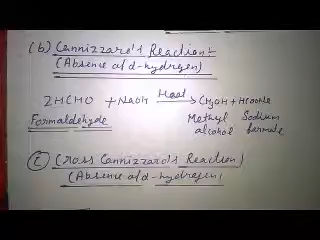 (b) Cannizzaro's Reaction:
(Absence of α-hydrogen)
2HCHO + NaOH Heat → CH3OH + HCOONa
Formaldehyde Methyl Sodium
alcohol formate
(c) Cross Cannizzaro's Reaction)
(Absence of α-hydrogen)